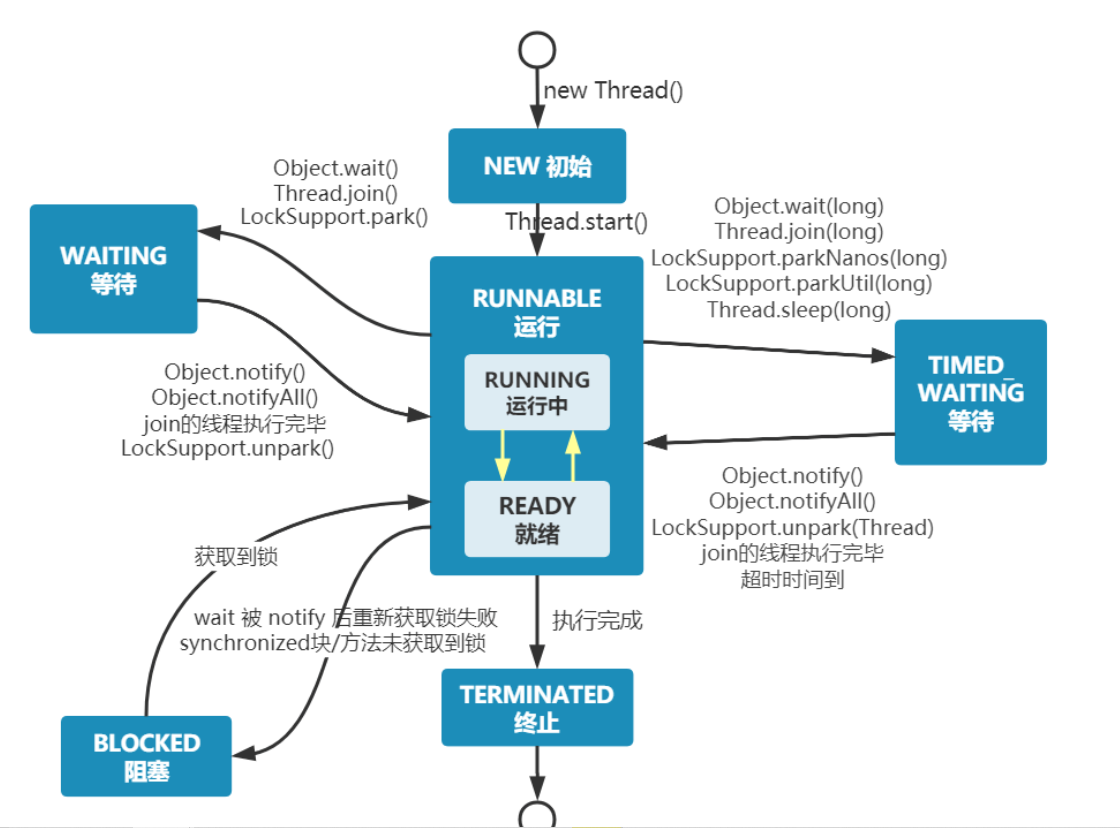 new Thread()
NEW 初始
Thread.start()
Object.wait()
Thread.join()
LockSupport.park()
WAITING
等待
Object.notify()
Object.notifyAll()
join的线程执行完毕
LockSupport.unpark()
RUNNABLE
运行
RUNNING
运行中
READY
就绪
Object.wait(long)
Thread.join(long)
LockSupport.parkNanos(long)
LockSupport.parkUtil(long)
Thread.sleep(long)
TIMED_
WAITING
等待
Object.notify()
Object.notifyAll()
LockSupport.unpark(Thread)
join的线程执行完毕
超时时间到
获取到锁
wait 被 notify 后重新获取锁失败
synchronized块/方法未获取到锁
BLOCKED
阻塞
执行完成
TERMINATED
终止